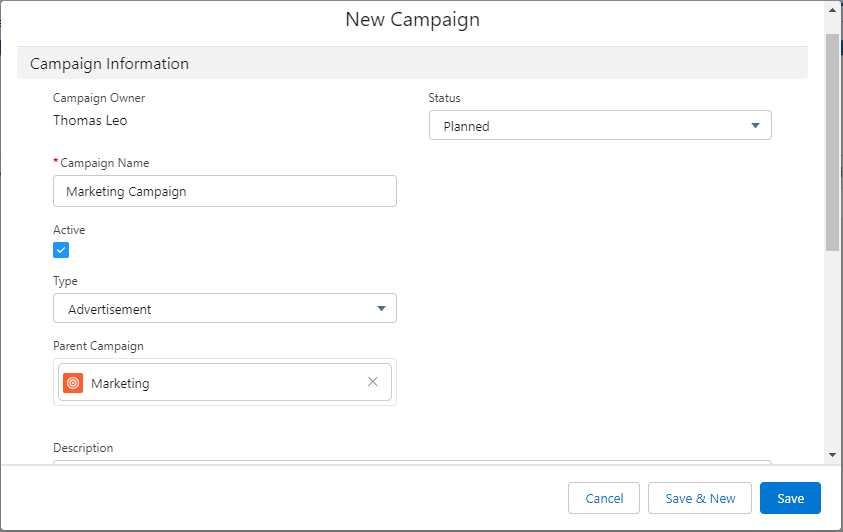 New Campaign
Campaign Information
Campaign Owner
Thomas Leo
Status
Planned
*Campaign Name
Marketing Campaign
Active
Type
Advertisement
Parent Campaign
Marketing
Description
Cancel
Save & New
Save